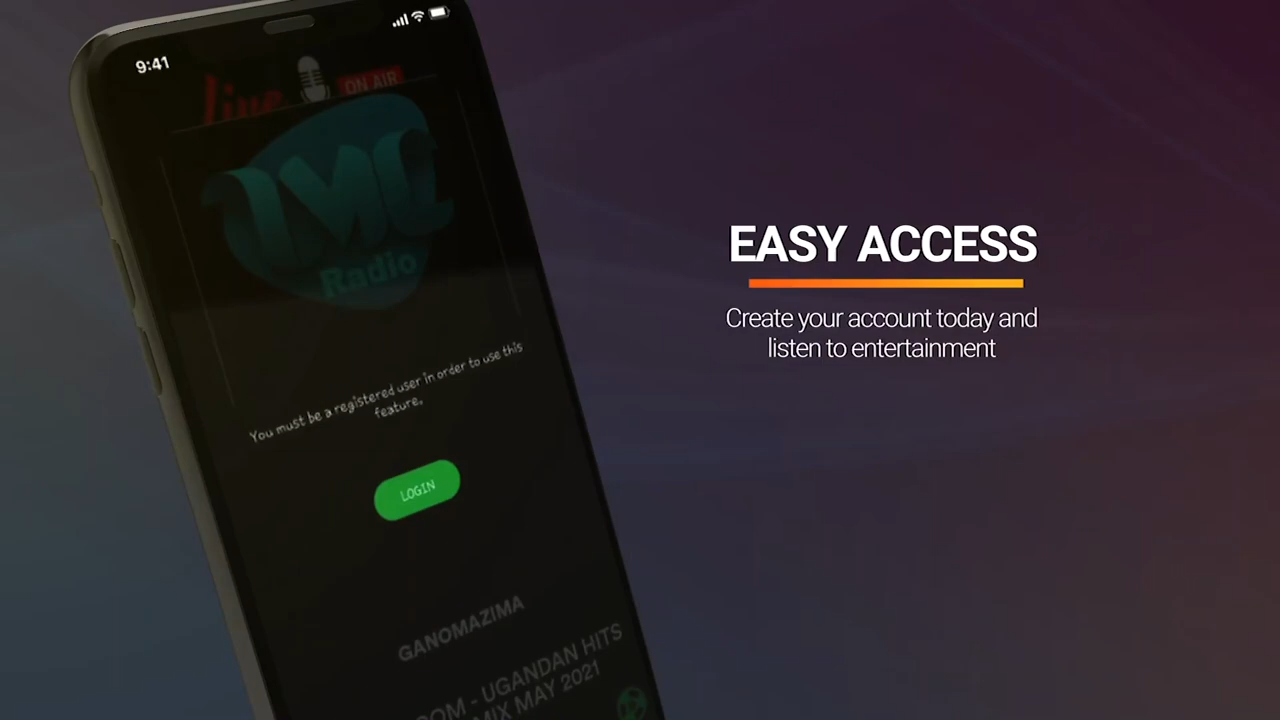 9:41
live ON AIR
Radio
You must be a registered user in order to use this
feature.
LOGIN
GANOMAZIMA
- UGANDAN HITS
MIX MAY 2021
EASY ACCESS
Create your account today and
listen to entertainment